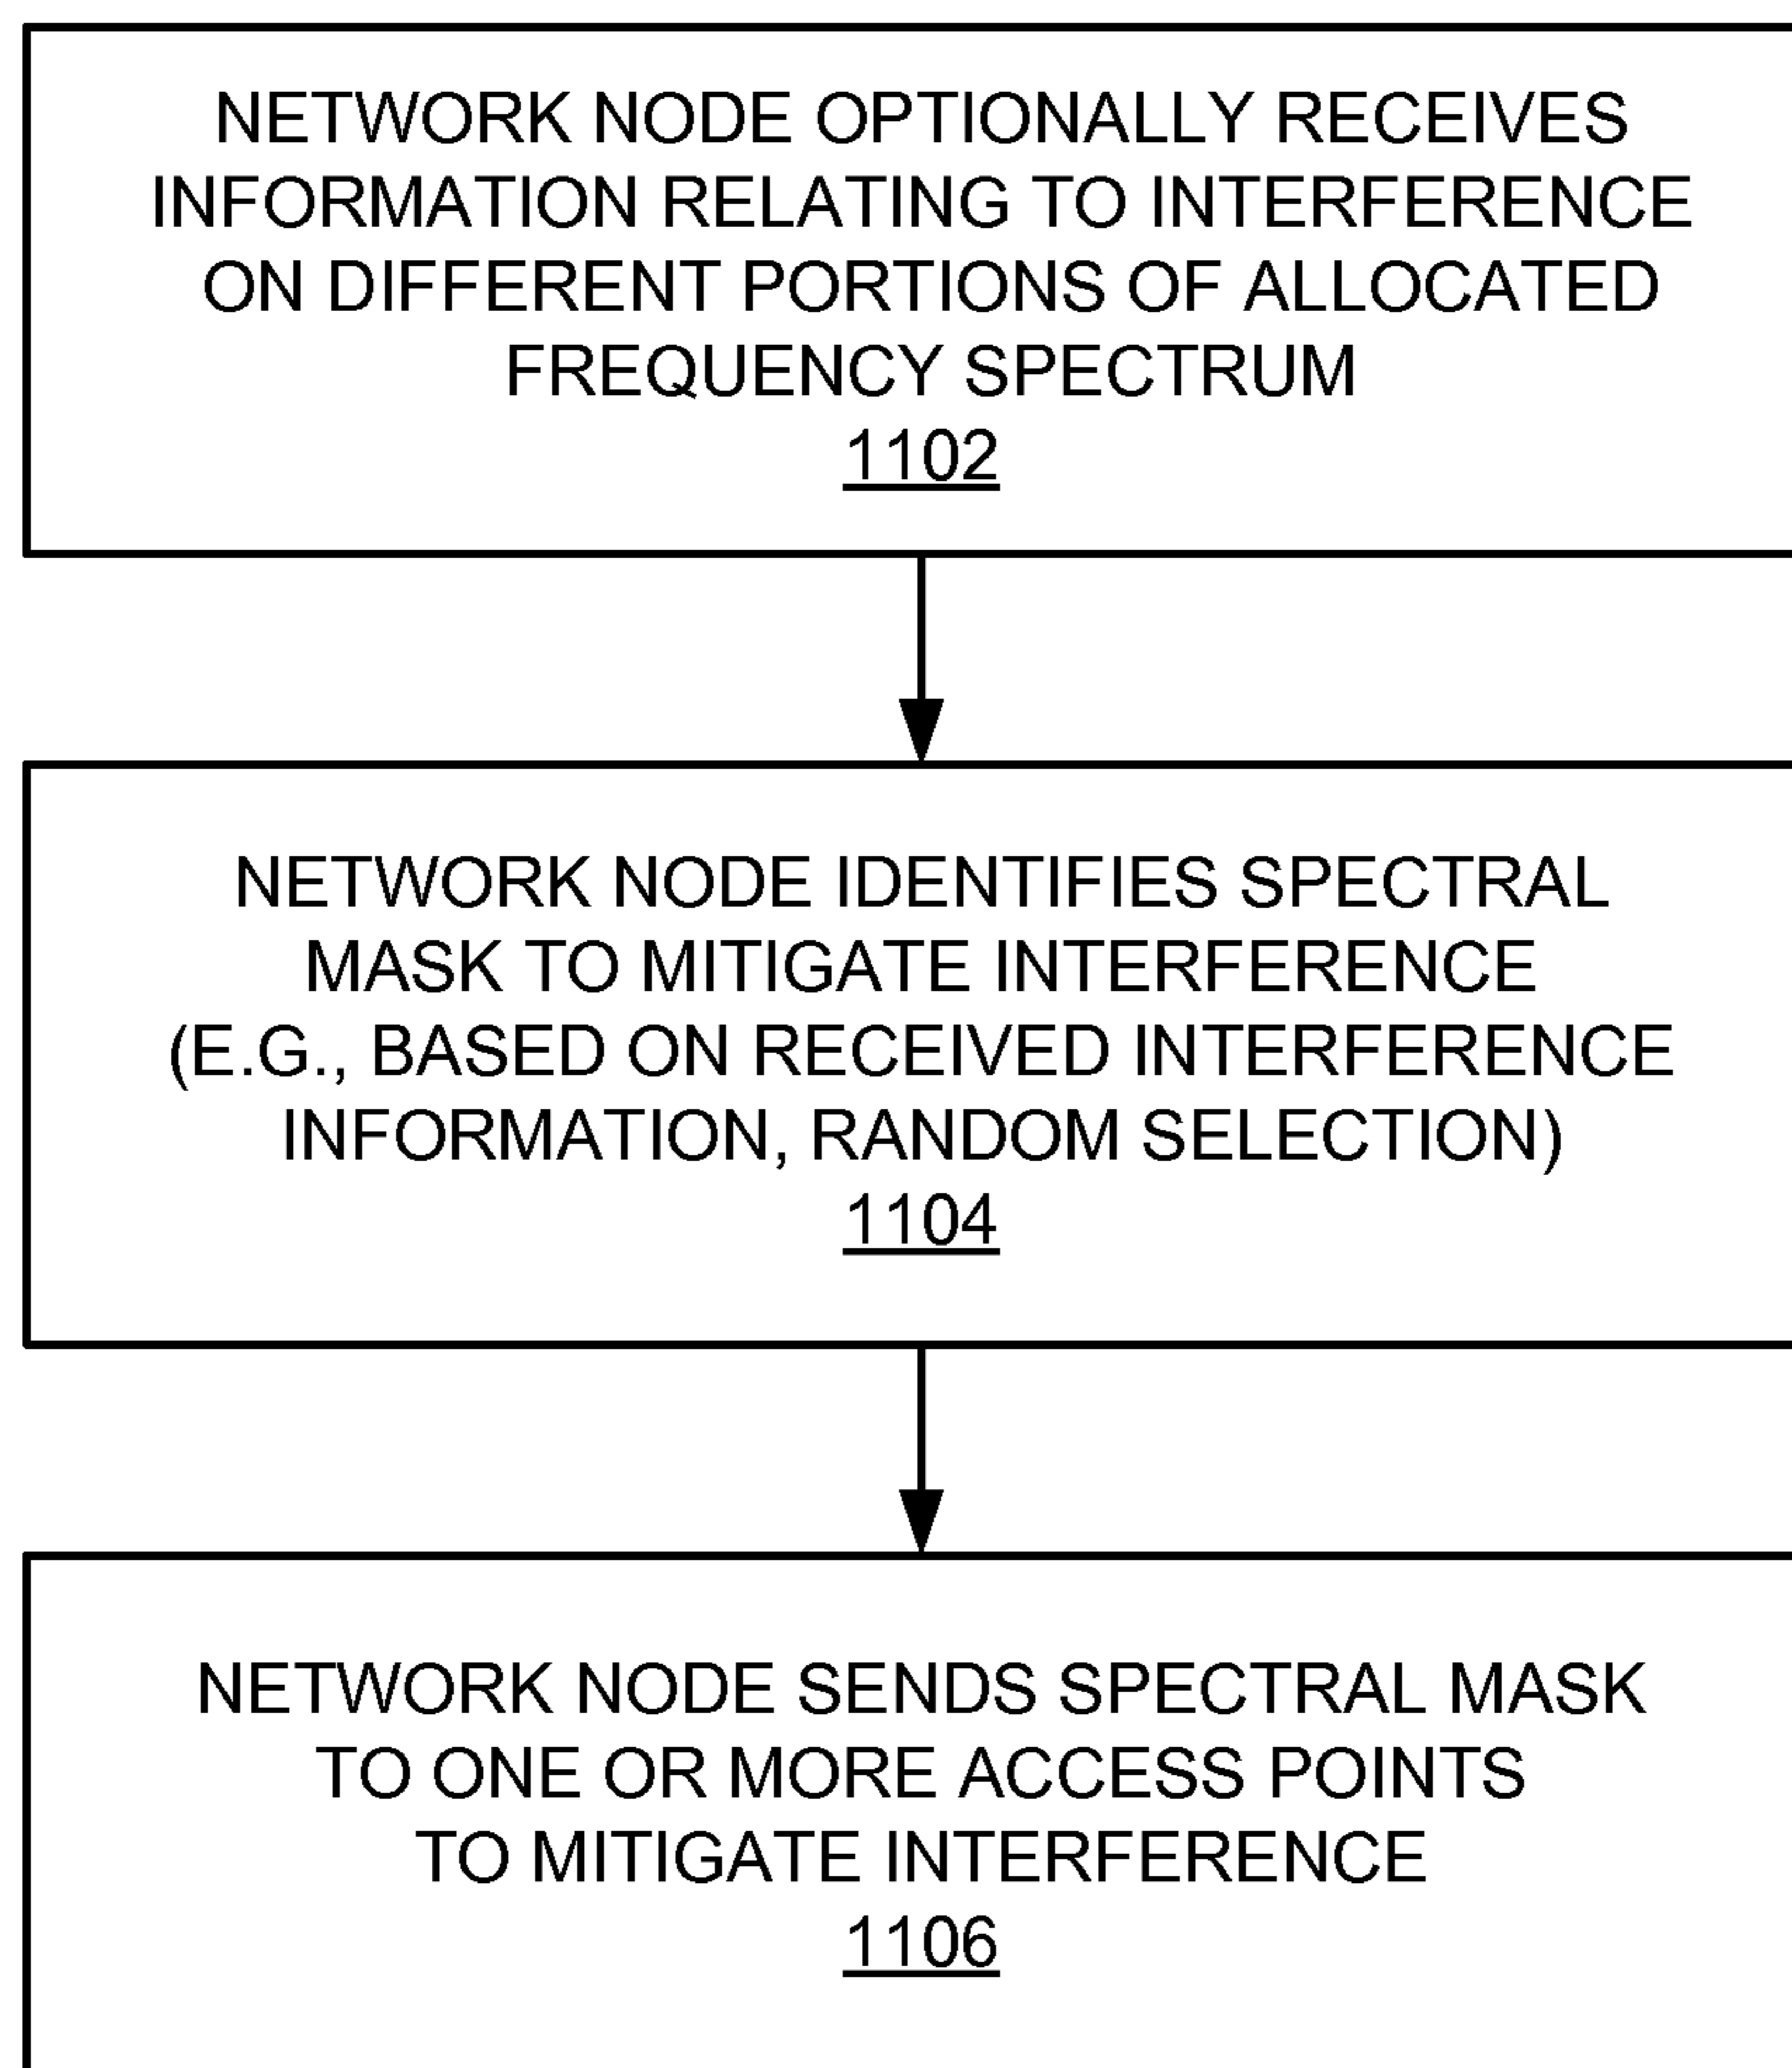 NETWORK NODE OPTIONALLY RECEIVES
INFORMATION RELATING TO INTERFERENCE
ON DIFFERENT PORTIONS OF ALLOCATED
FREQUENCY SPECTRUM
1102
NETWORK NODE IDENTIFIES SPECTRAL
MASK TO MITIGATE INTERFERENCE
(E.G., BASED ON RECEIVED INTERFERENCE
INFORMATION, RANDOM SELECTION)
1104
NETWORK NODE SENDS SPECTRAL MASK
TO ONE OR MORE ACCESS POINTS
TO MITIGATE INTERFERENCE
1106